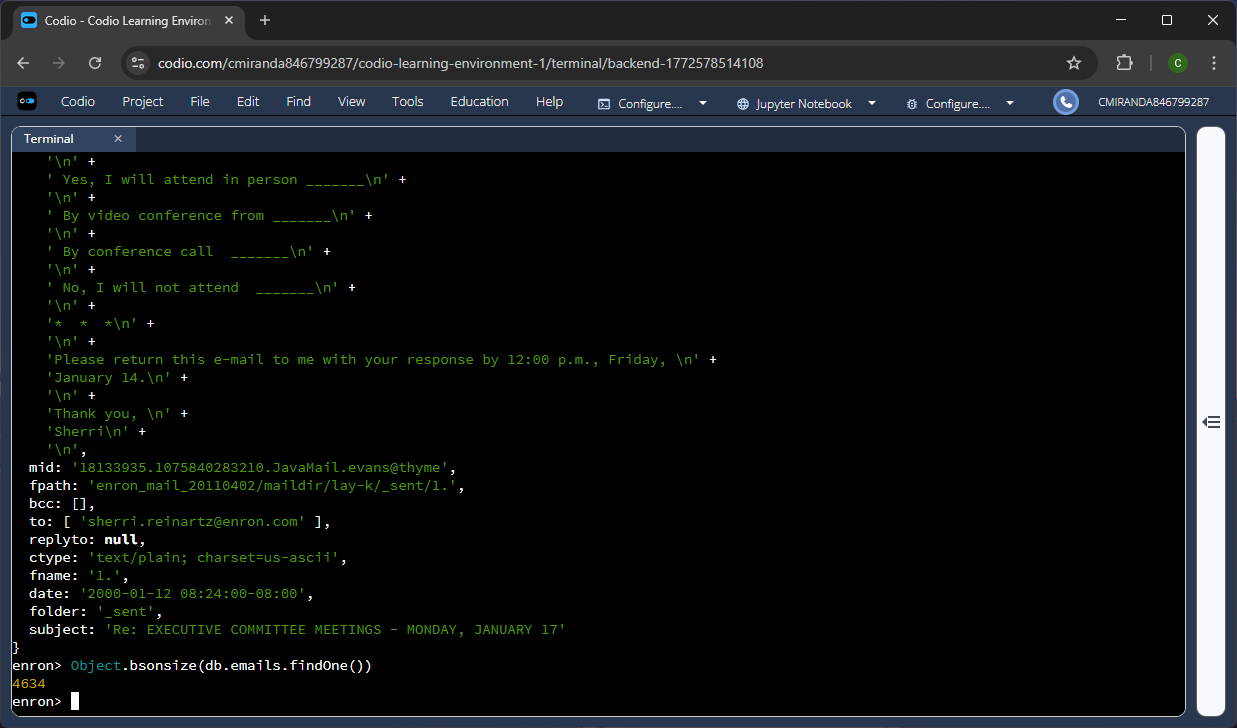 Codio - Codio Learning Environ
codio.com/cmiranda846799287/codio-learning-environment-1/terminal/backend-1772578514108
C
Codio Project File Edit Find View Tools Education Help Configure.... Jupyter Notebook Configure.... CMIRANDA846799287
Terminal
'\n' +
' Yes, I will attend in person _______\n' +
'\n' +
' By video conference from _______\n' +
'\n' +
' By conference call  _______\n' +
'\n' +
' No, I will not attend  _______\n' +
'\n' +
'*  *  *\n' +
'\n' +
'Please return this e-mail to me with your response by 12:00 p.m., Friday, \n' +
'January 14.\n' +
'\n' +
'Thank you, \n' +
'Sherri\n' +
'\n',
mid: '18133935.1075840283210.JavaMail.evans@thyme',
fpath: 'enron_mail_20110402/maildir/lay-k/_sent/1.',
bcc: [],
to: [ 'sherri.reinartz@enron.com' ],
replyto: null,
ctype: 'text/plain; charset=us-ascii',
fname: '1.',
date: '2000-01-12 08:24:00-08:00',
folder: '_sent',
subject: 'Re: EXECUTIVE COMMITTEE MEETINGS - MONDAY, JANUARY 17'
}
enron> Object.bsonsize(db.emails.findOne())
4634
enron>